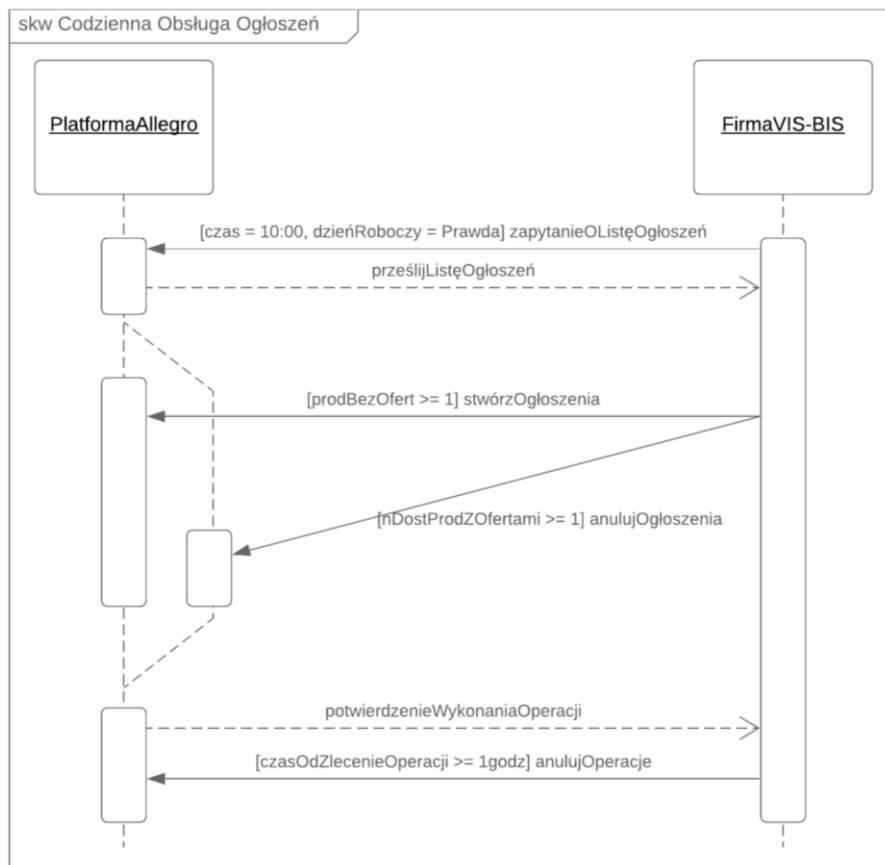 skw Codzienna Obsługa Ogłoszeń
PlatformaAllegro
FirmaVIS-BIS
[czas = 10:00, dzieńRoboczy = Prawda] zapytanieOListęOgłoszeń
prześlijListęOgłoszeń
[prodBezOfert >= 1] stwórzOgłoszenia
[nDostProdZOfertami >= 1] anulujOgłoszenia
potwierdzenieWykonaniaOperacji
[czasOdZlecenieOperacji >= 1godz] anulujOperacje